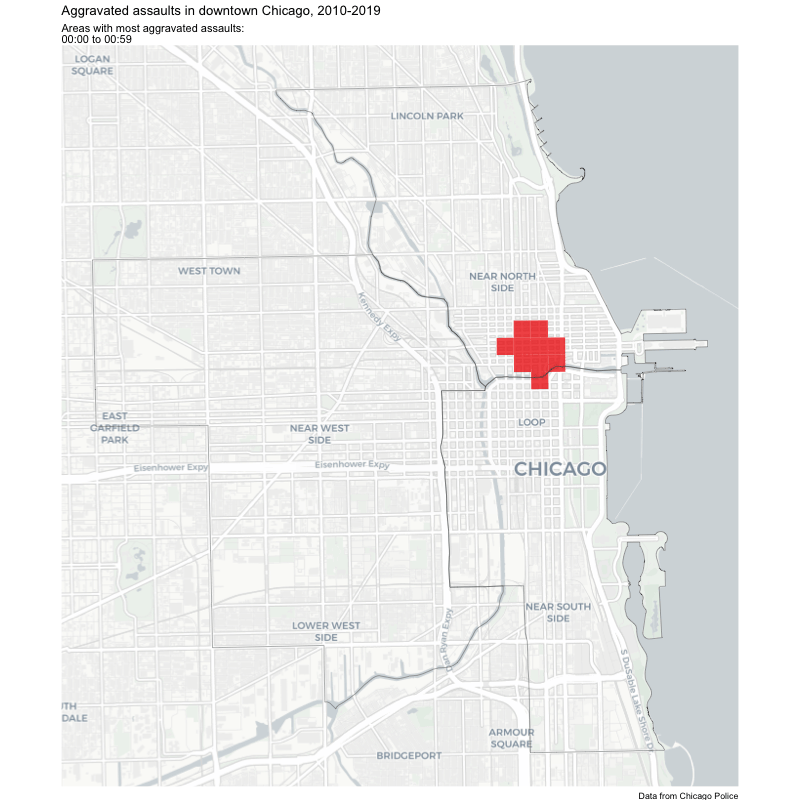 Aggravated assaults in downtown Chicago, 2010-2019
Areas with most aggravated assaults:
00:00 to 00:59
LOGAN
SQUARE
LINCOLN PARK
WEST TOWN
NEAR NORTH
SIDE
Kennedy Expy
EAST
GARFIELD
PARK
NEAR WEST
SIDE
LOOP
Eisenhower Expy
Eisenhower Expy
CHICAGO
NEAR SOUTH
SIDE
LOWER WEST
SIDE
Ryan Expy
S DuSable Lake Shore Dr
UTH
DALE
ARMOUR
SQUARE
BRIDGEPORT
Data from Chicago Police